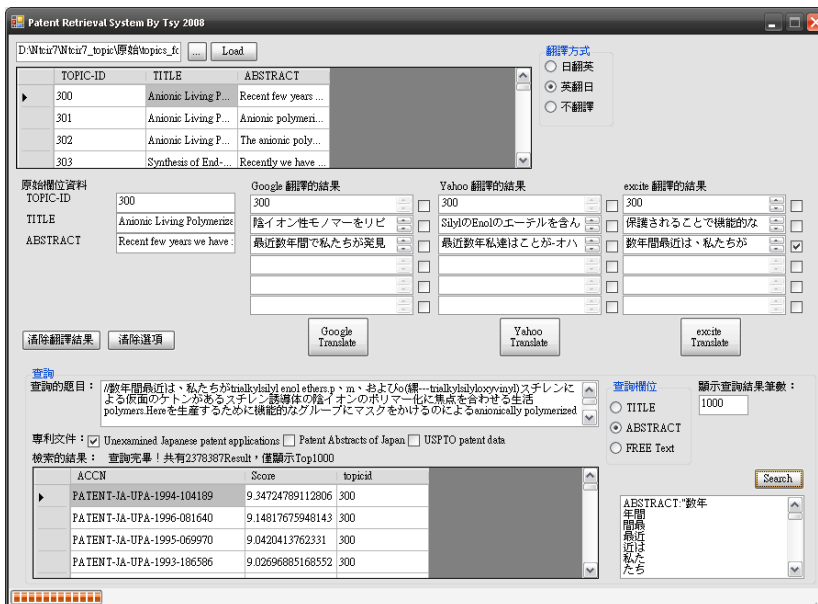 Patent Retrieval System By Tsy 2008
D:\Ntcir7\Ntcir7_topic\原始\topics_fo
...
Load
翻譯方式
日翻英
英翻日
不翻譯
TOPIC-ID TITLE ABSTRACT
300 Anionic Living P... Recent few years ...
301 Anionic Living P... Anionic polymeri...
302 Anionic Living P... The anionic poly...
303 Synthesis of End-... Recently we have ...
原始欄位資料
TOPIC-ID 300
TITLE Anionic Living Polymeriza
ABSTRACT Recent few years we have :
Google 翻譯的結果
300
陰イオン性モノマーをリビ
最近数年間で私たちが発見
Yahoo 翻譯的結果
300
SilylのEnolのエーテルを含ん
最近数年私達はことが-オハ
excite 翻譯的結果
300
保護されることで機能的な
数年間最近は、私たちが
清除翻譯結果
清除選項
Google Translate
Yahoo Translate
excite Translate
查詢
查詢的題目：
//数年間最近は、私たちがtrialkylsilyl enol ethers.p、m、およびo(縲---trialkylsilyloxyvinyl)スチレンに
よる仮面のケトンがあるスチレン誘導体の陰イオンのポリマー化に焦点を合わせる生活
polymers.Hereを生産するために機能的なグループにマスクをかけるのによるanionically polymerized
查詢欄位
TITLE
ABSTRACT
FREE Text
顯示查詢結果筆數：
1000
專利文件： Unexamined Japanese patent applications Patent Abstracts of Japan USPTO patent data
檢索的結果： 查詢完畢！共有2378387Result，僅顯示Top1000
ACCN Score topicid
PATENT-JA-UPA-1994-104189 9.34724789112806 300
PATENT-JA-UPA-1996-081640 9.14817675948143 300
PATENT-JA-UPA-1995-069970 9.0420413762331 300
PATENT-JA-UPA-1993-186586 9.02696885168552 300
Search
ABSTRACT:"数年
年間
間最
最近
近は
私た
たち